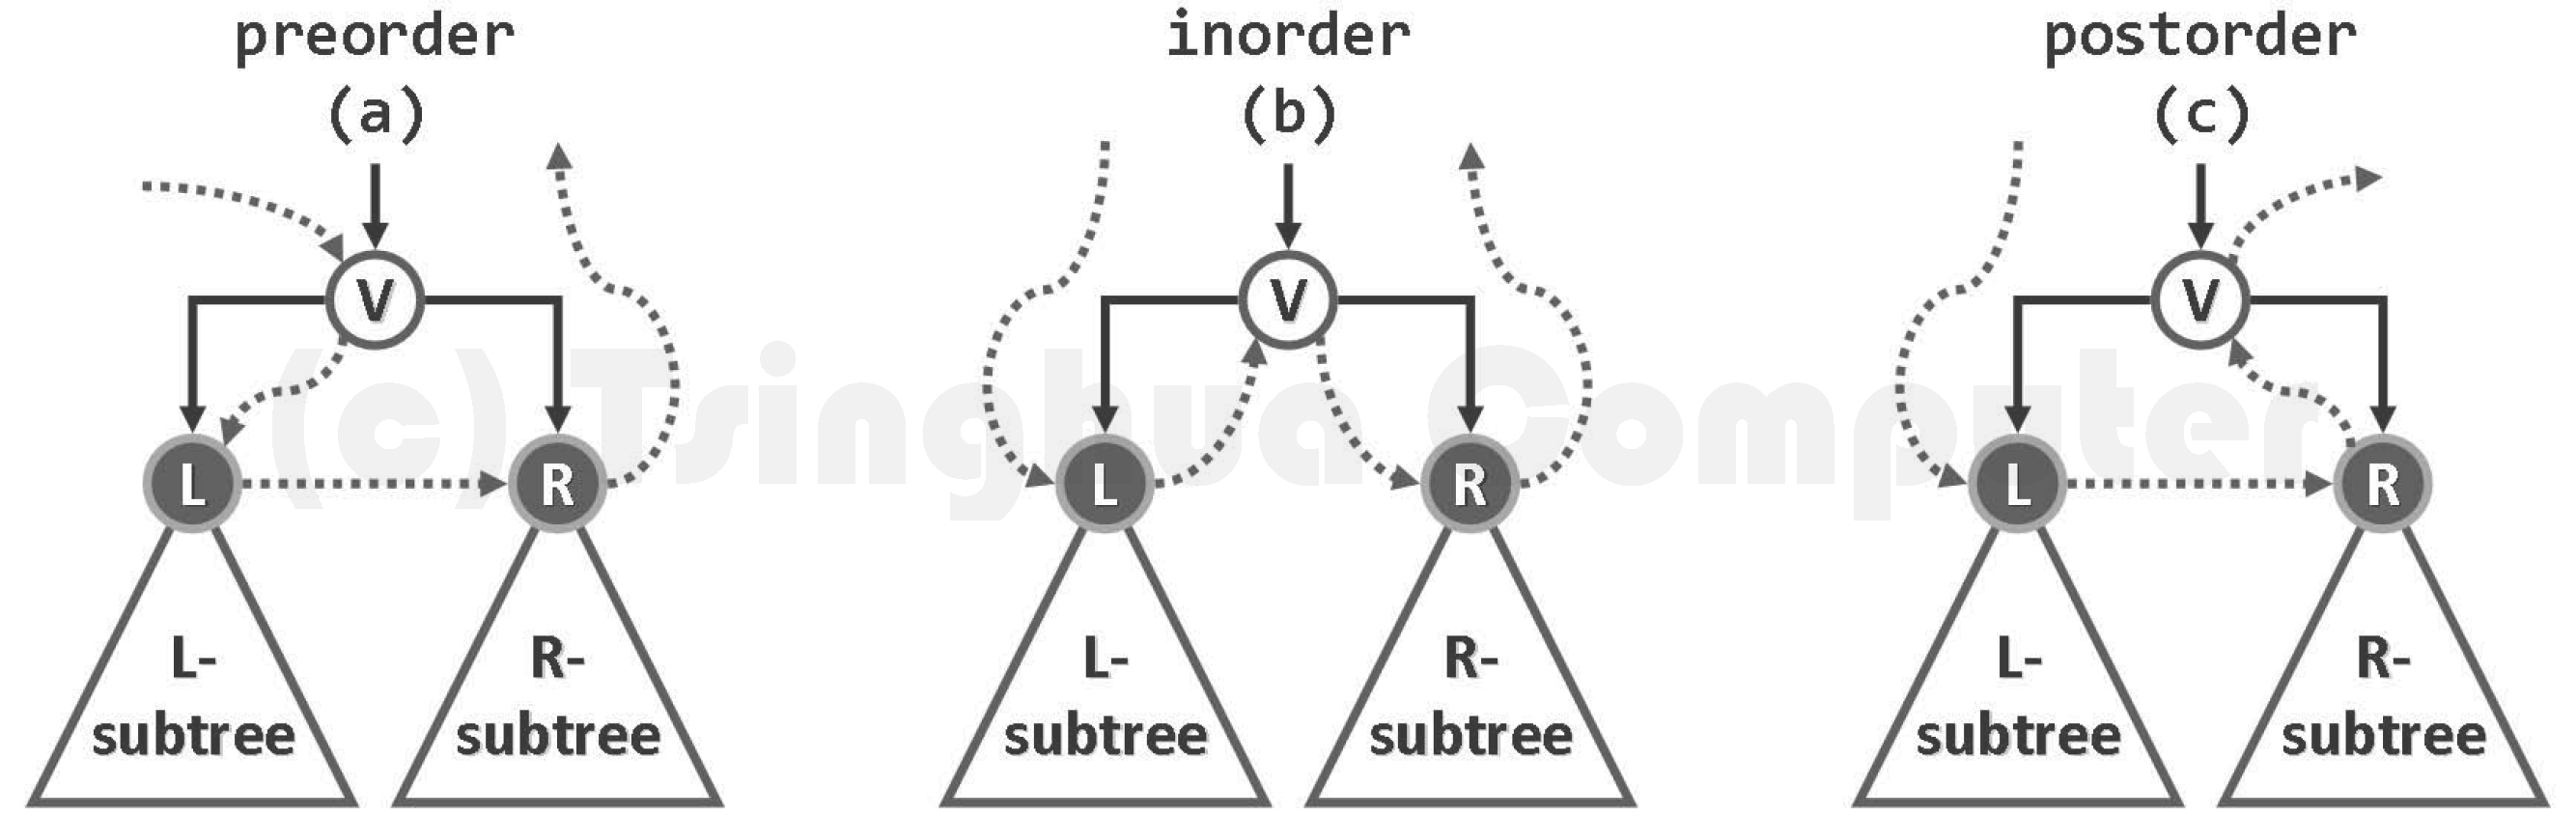 preorder
(a)
V
L
R
L-
subtree
R-
subtree
inorder
(b)
V
L
R
L-
subtree
R-
subtree
postorder
(c)
V
L
R
L-
subtree
R-
subtree
(c) Tsinghua Computer